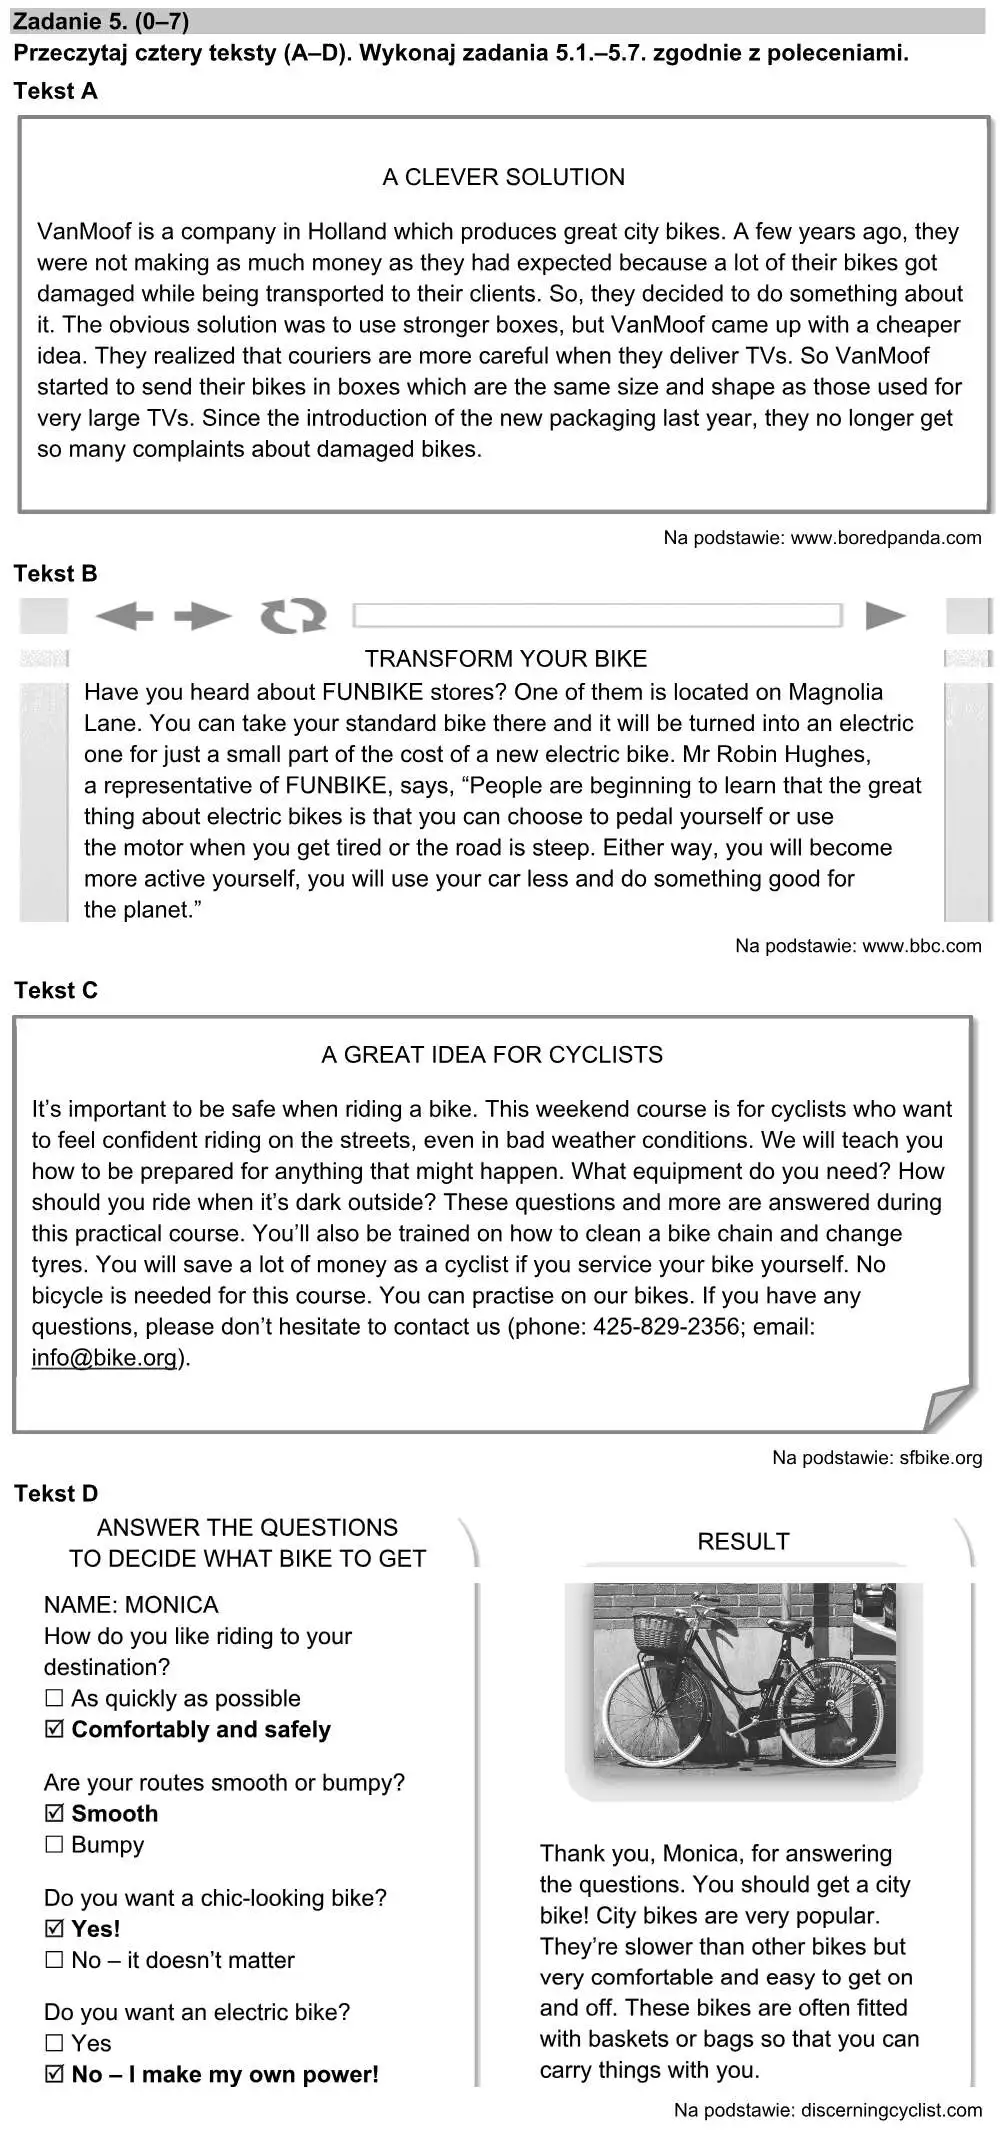 Zadanie 5. (0–7)
Przeczytaj cztery teksty (A–D). Wykonaj zadania 5.1.–5.7. zgodnie z poleceniami.
Tekst A
A CLEVER SOLUTION
VanMoof is a company in Holland which produces great city bikes. A few years ago, they
were not making as much money as they had expected because a lot of their bikes got
damaged while being transported to their clients. So, they decided to do something about
it. The obvious solution was to use stronger boxes, but VanMoof came up with a cheaper
idea. They realized that couriers are more careful when they deliver TVs. So VanMoof
started to send their bikes in boxes which are the same size and shape as those used for
very large TVs. Since the introduction of the new packaging last year, they no longer get
so many complaints about damaged bikes.
Na podstawie: www.boredpanda.com
Tekst B
TRANSFORM YOUR BIKE
Have you heard about FUNBIKE stores? One of them is located on Magnolia
Lane. You can take your standard bike there and it will be turned into an electric
one for just a small part of the cost of a new electric bike. Mr Robin Hughes,
a representative of FUNBIKE, says, “People are beginning to learn that the great
thing about electric bikes is that you can choose to pedal yourself or use
the motor when you get tired or the road is steep. Either way, you will become
more active yourself, you will use your car less and do something good for
the planet.”
Na podstawie: www.bbc.com
Tekst C
A GREAT IDEA FOR CYCLISTS
It’s important to be safe when riding a bike. This weekend course is for cyclists who want
to feel confident riding on the streets, even in bad weather conditions. We will teach you
how to be prepared for anything that might happen. What equipment do you need? How
should you ride when it’s dark outside? These questions and more are answered during
this practical course. You’ll also be trained on how to clean a bike chain and change
tyres. You will save a lot of money as a cyclist if you service your bike yourself. No
bicycle is needed for this course. You can practise on our bikes. If you have any
questions, please don’t hesitate to contact us (phone: 425-829-2356; email:
info@bike.org).
Na podstawie: sfbike.org
Tekst D
ANSWER THE QUESTIONS
TO DECIDE WHAT BIKE TO GET
NAME: MONICA
How do you like riding to your
destination?
☐ As quickly as possible
☑ Comfortably and safely
Are your routes smooth or bumpy?
☑ Smooth
☐ Bumpy
Do you want a chic-looking bike?
☑ Yes!
☐ No – it doesn’t matter
Do you want an electric bike?
☐ Yes
☑ No – I make my own power!
RESULT
Thank you, Monica, for answering
the questions. You should get a city
bike! City bikes are very popular.
They’re slower than other bikes but
very comfortable and easy to get on
and off. These bikes are often fitted
with baskets or bags so that you can
carry things with you.
Na podstawie: discerningcyclist.com